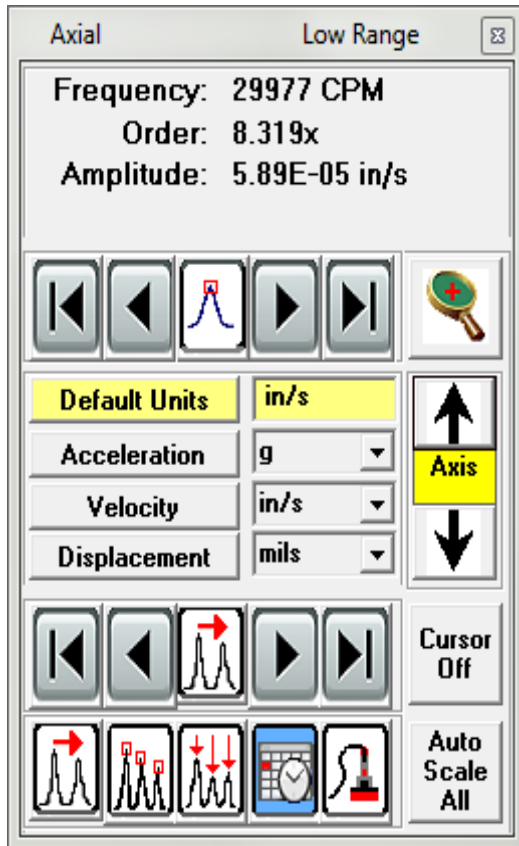 Axial Low Range
Frequency: 29977 CPM
Order: 8.319x
Amplitude: 5.89E-05 in/s
Default Units in/s
Acceleration g
Velocity in/s
Displacement mils
Axis
Cursor
Off
Auto
Scale
All